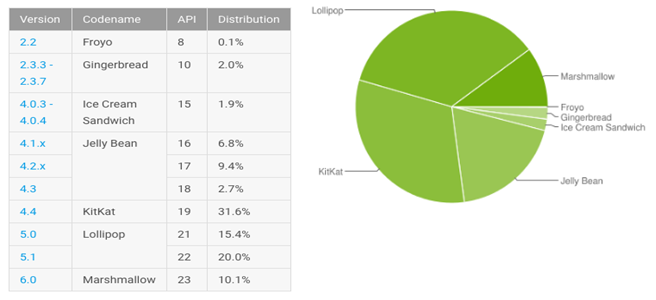 Version Codename API Distribution
2.2 Froyo 8 0.1%
2.3.3 - Gingerbread 10 2.0%
2.3.7
4.0.3 - Ice Cream 15 1.9%
4.0.4 Sandwich
4.1.x Jelly Bean 16 6.8%
4.2.x 17 9.4%
4.3 18 2.7%
4.4 KitKat 19 31.6%
5.0 Lollipop 21 15.4%
5.1 22 20.0%
6.0 Marshmallow 23 10.1%
Lollipop
Marshmallow
Froyo
Gingerbread
Ice Cream Sandwich
KitKat
Jelly Bean